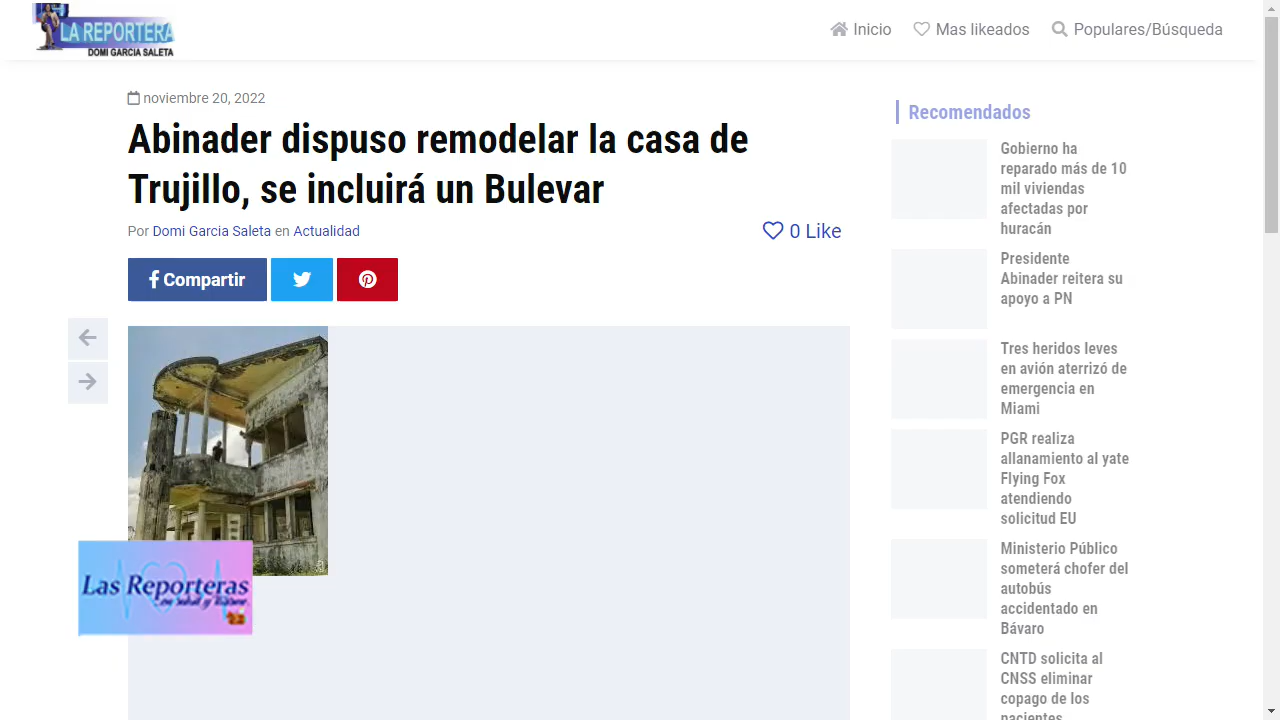 LA REPORTERA
DOMI GARCIA SALETA
Inicio
Mas likeados
Populares/Búsqueda
noviembre 20, 2022
Abinader dispuso remodelar la casa de
Trujillo, se incluirá un Bulevar
Por Domi Garcia Saleta en Actualidad
0 Like
Compartir
Las Reporteras
Recomendados
Gobierno ha
reparado más de 10
mil viviendas
afectadas por
huracán
Presidente
Abinader reitera su
apoyo a PN
Tres heridos leves
en avión aterrizó de
emergencia en
Miami
PGR realiza
allanamiento al yate
Flying Fox
atendiendo
solicitud EU
Ministerio Público
someterá chofer del
autobús
accidentado en
Bávaro
CNTD solicita al
CNSS eliminar
copago de los
pacientes